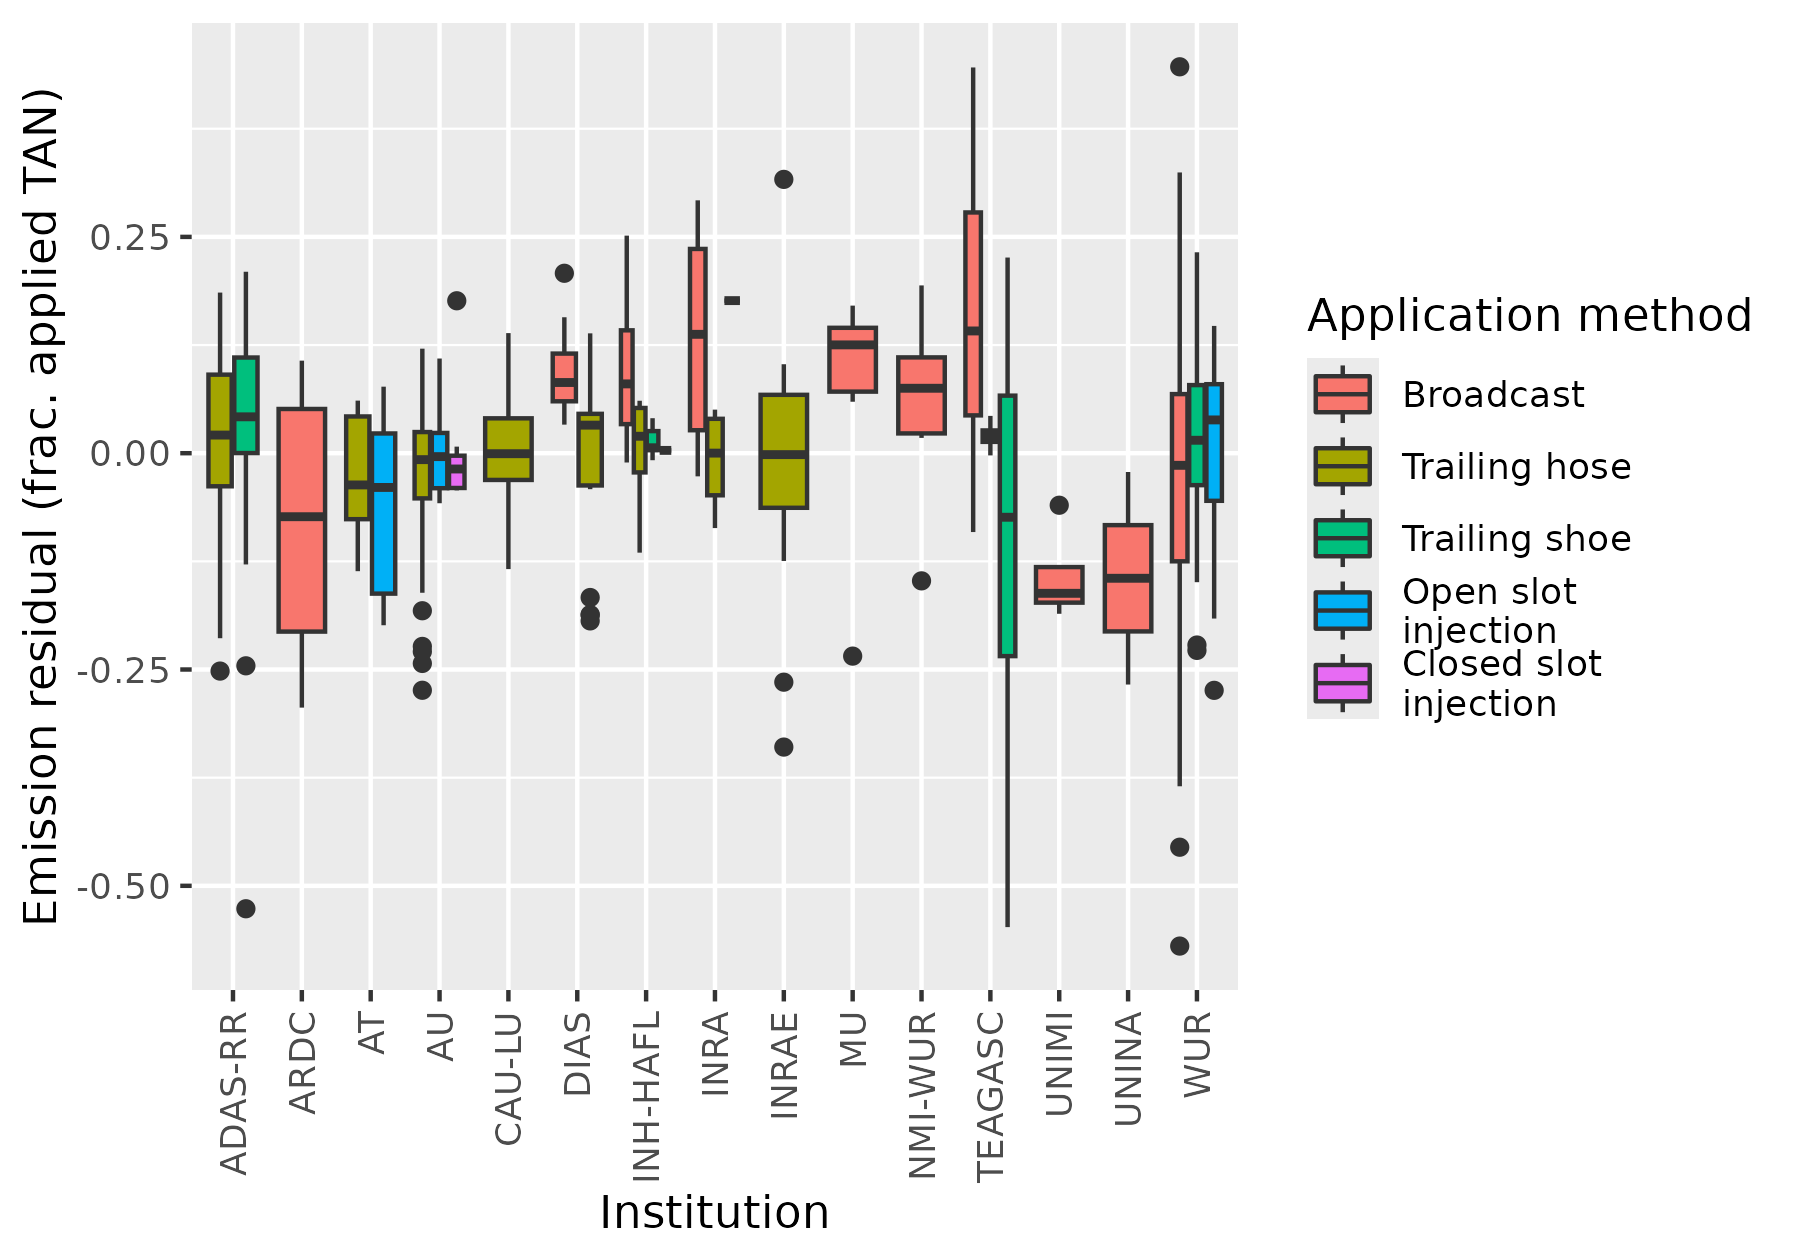 Emission residual (frac. applied TAN)
0.25
0.00
-0.25
-0.50
ADAS-RR
ARDC
AT
AU
CAU-LU
DIAS
INH-HAFL
INRA
INRAE
MU
NMI-WUR
TEAGASC
UNIMI
UNINA
WUR
Institution
Application method
Broadcast
Trailing hose
Trailing shoe
Open slot
injection
Closed slot
injection